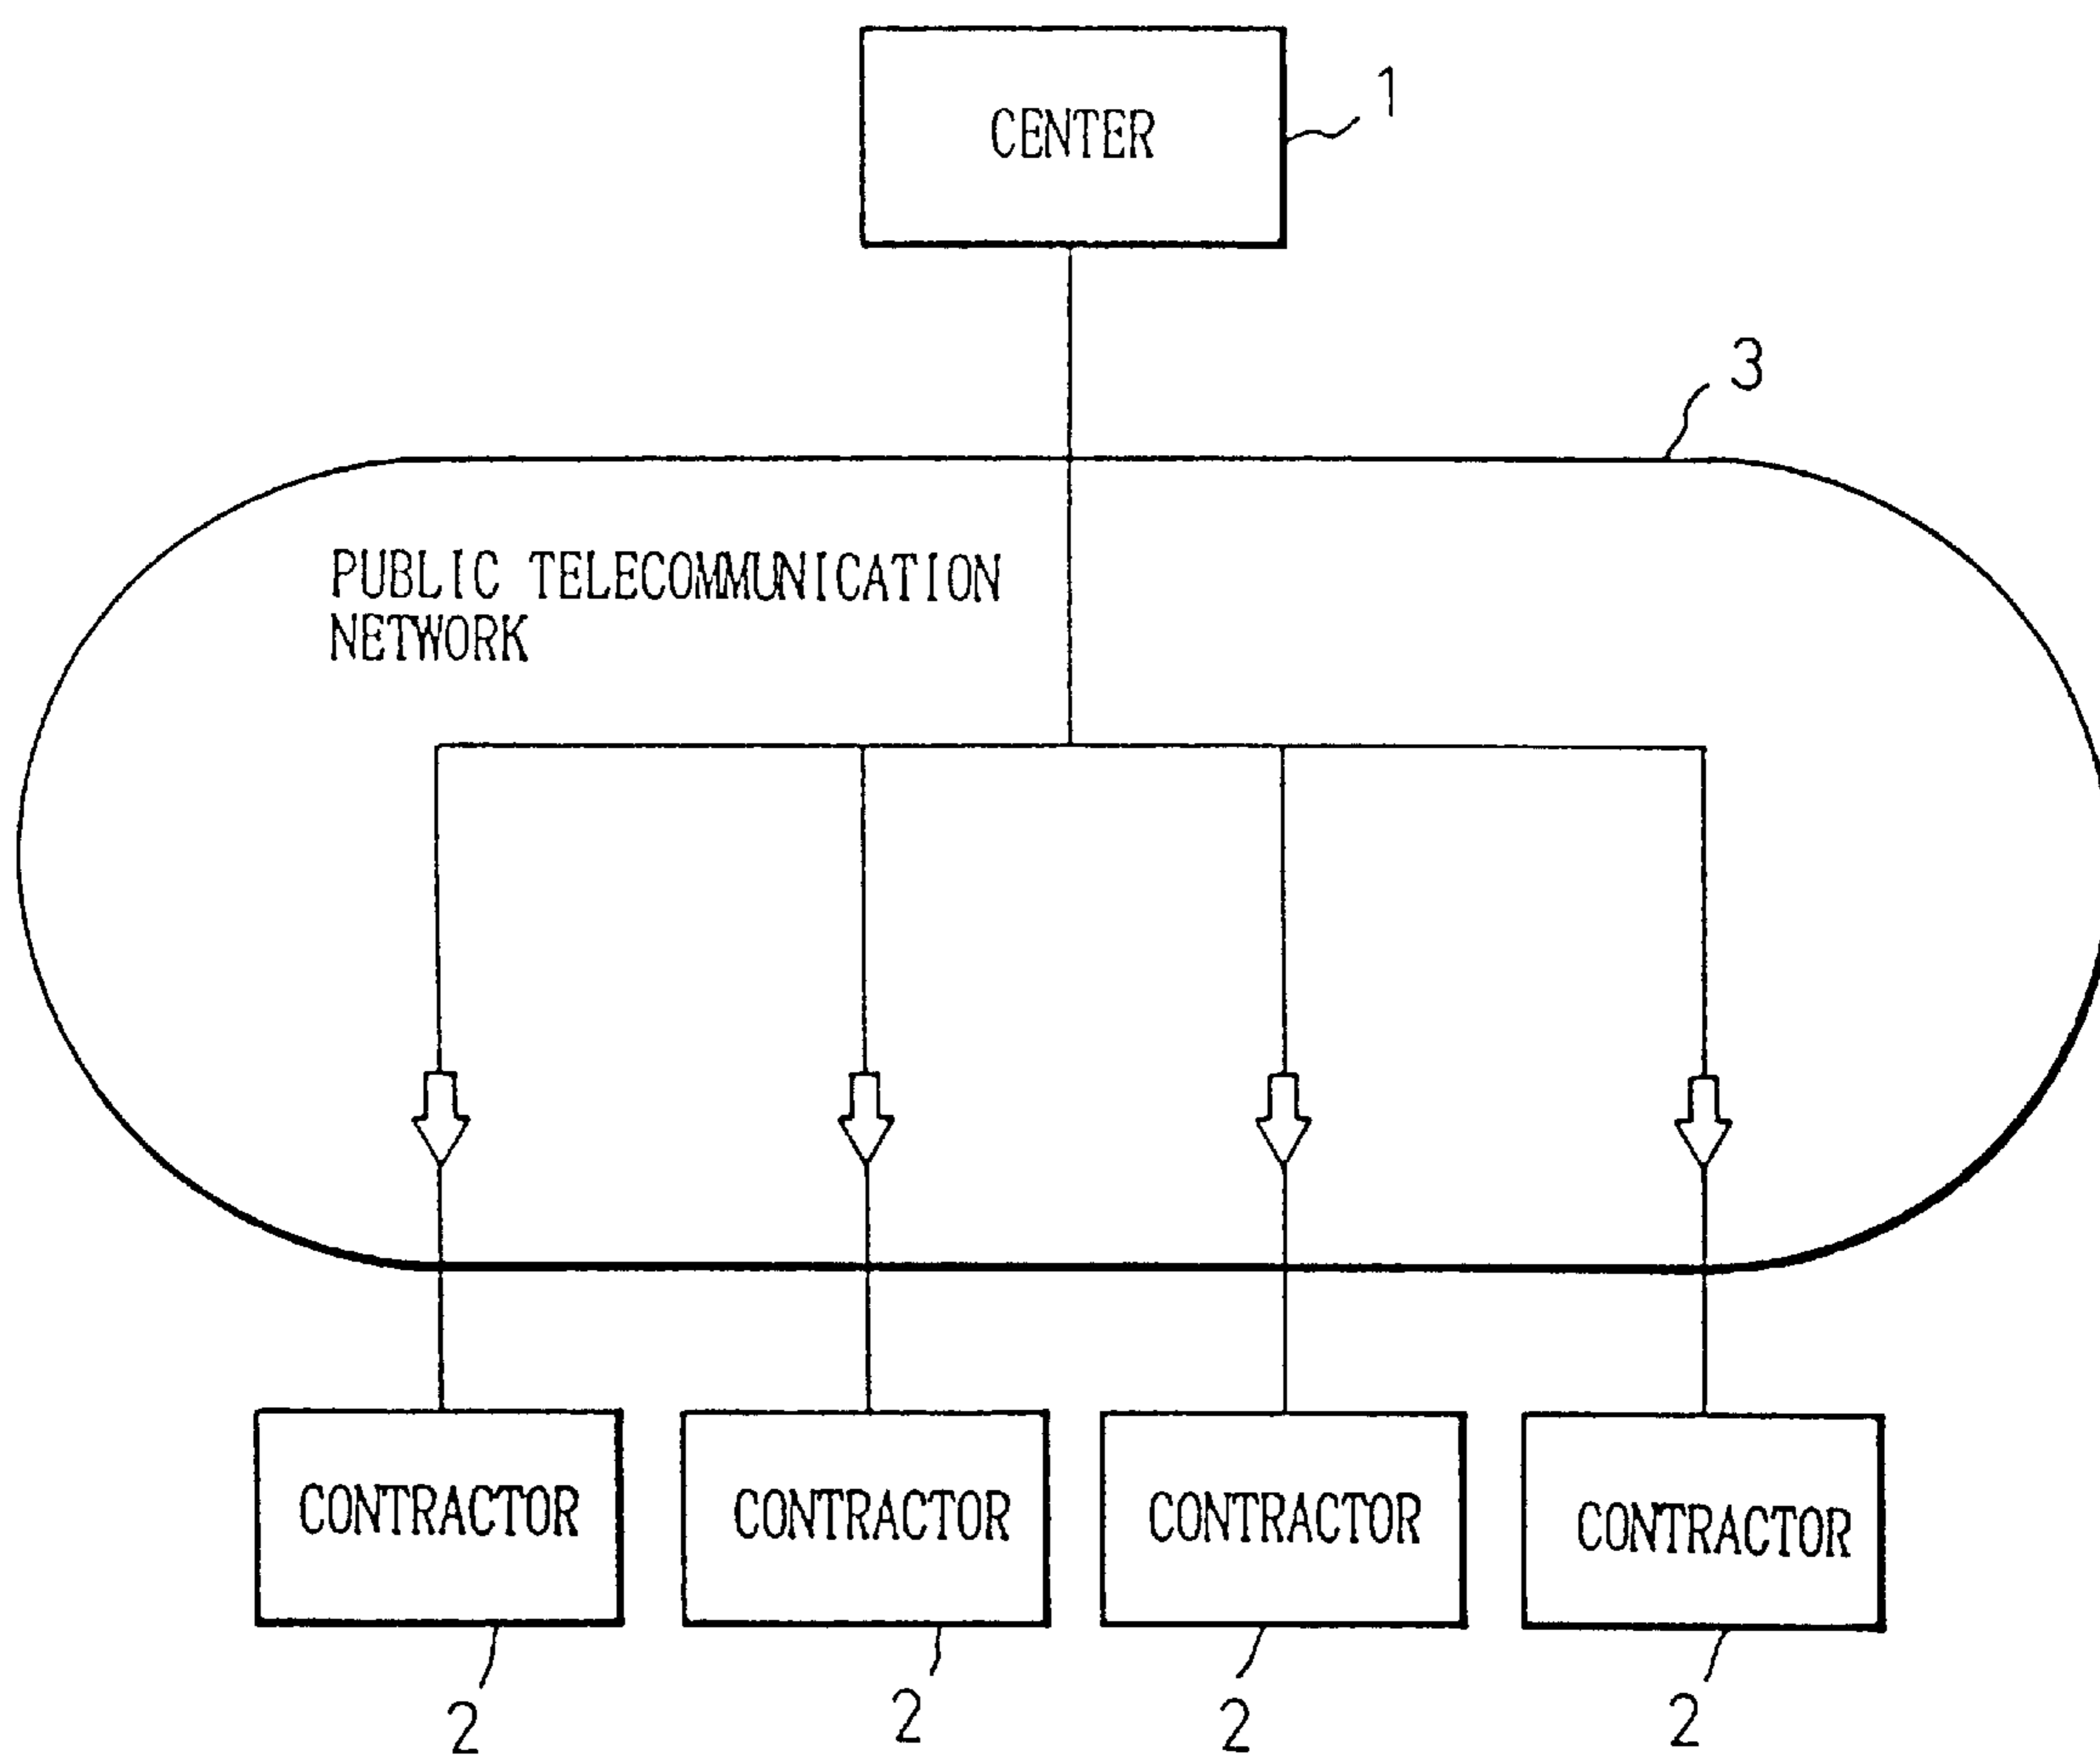 CENTER
1
3
PUBLIC TELECOMMUNICATION
NETWORK
CONTRACTOR
CONTRACTOR
CONTRACTOR
CONTRACTOR
2
2
2
2